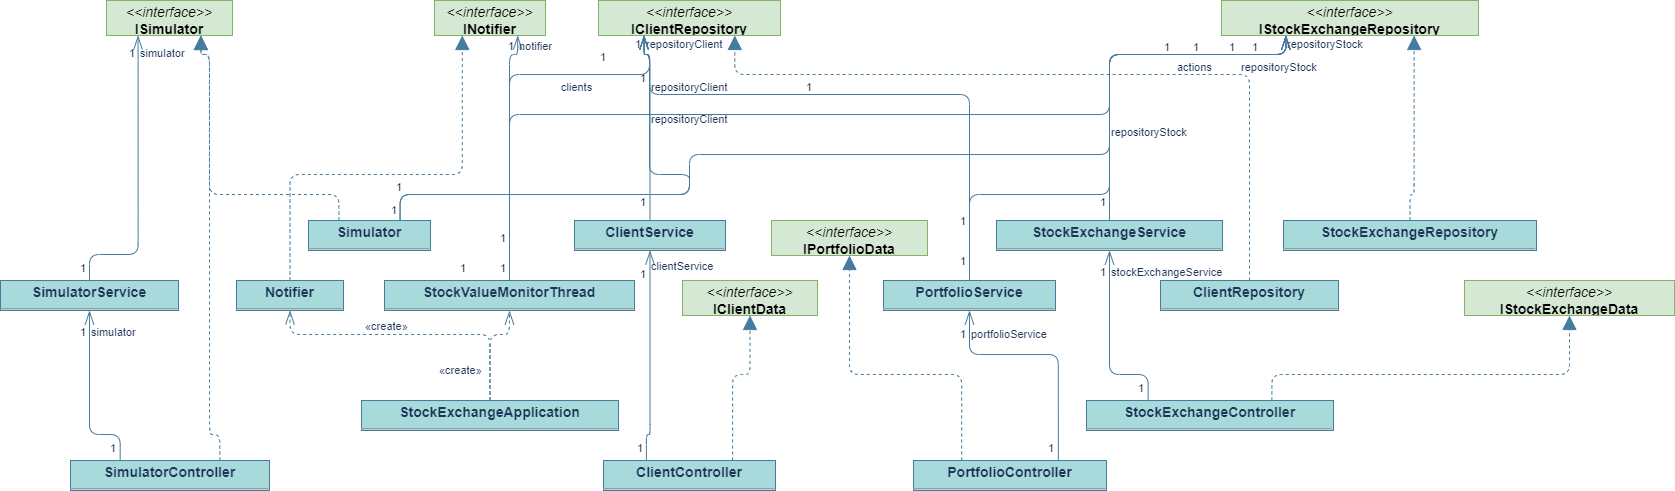 <<interface>>
ISimulator
<<interface>>
INotifier
<<interface>>
IClientRepository
<<interface>>
IStockExchangeRepository
1 simulator
1 notifier
1 repositoryClient
1
1
1
1
1
repositoryStock
clients
1
repositoryClient
1
actions
repositoryStock
repositoryClient
repositoryStock
1
1
1
1
1
Simulator
ClientService
<<interface>>
IPortfolioData
StockExchangeService
StockExchangeRepository
1
1
1
1
1
1
clientService
1
1
1 stockExchangeService
SimulatorService
Notifier
StockValueMonitorThread
<<interface>>
IClientData
PortfolioService
ClientRepository
<<interface>>
IStockExchangeData
1 simulator
«create»
1 portfolioService
«create»
1
StockExchangeApplication
StockExchangeController
1
1
1
SimulatorController
ClientController
PortfolioController